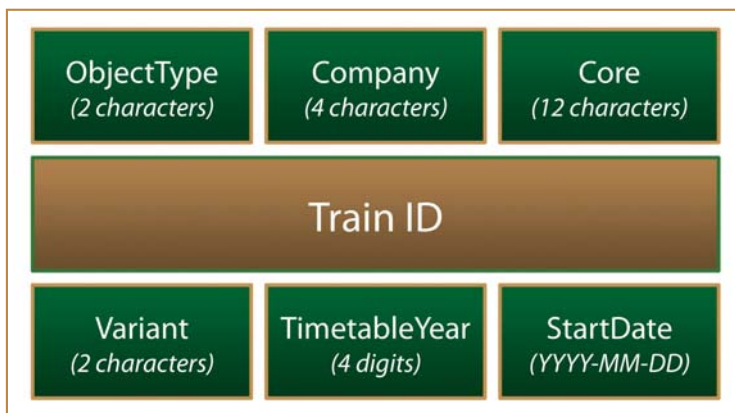 ObjectType
(2 characters)
Company
(4 characters)
Core
(12 characters)
Train ID
Variant
(2 characters)
TimetableYear
(4 digits)
StartDate
(YYYY-MM-DD)